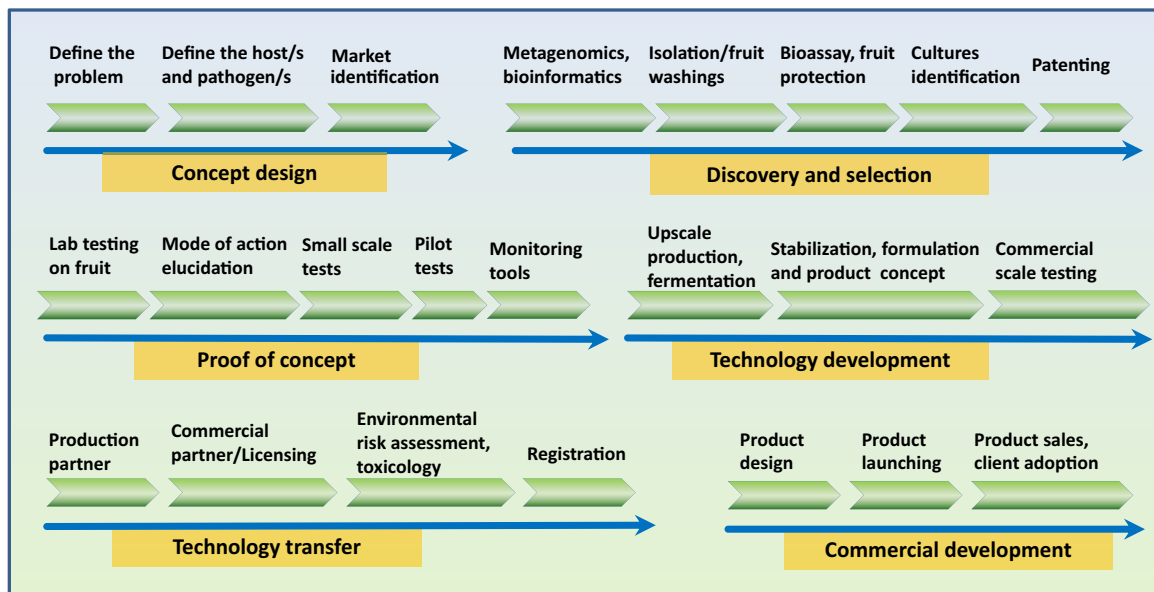 Define the
problem
Define the host/s
and pathogen/s
Market
identification
Concept design
Metagenomics,
bioinformatics
Isolation/fruit
washings
Bioassay, fruit
protection
Cultures
identification
Patenting
Discovery and selection
Lab testing
on fruit
Mode of action
elucidation
Small scale
tests
Pilot
tests
Monitoring
tools
Proof of concept
Upscale
production,
fermentation
Stabilization, formulation
and product concept
Commercial
scale testing
Technology development
Production
partner
Commercial
partner/Licensing
Environmental
risk assessment,
toxicology
Registration
Technology transfer
Product
design
Product
launching
Product sales,
client adoption
Commercial development